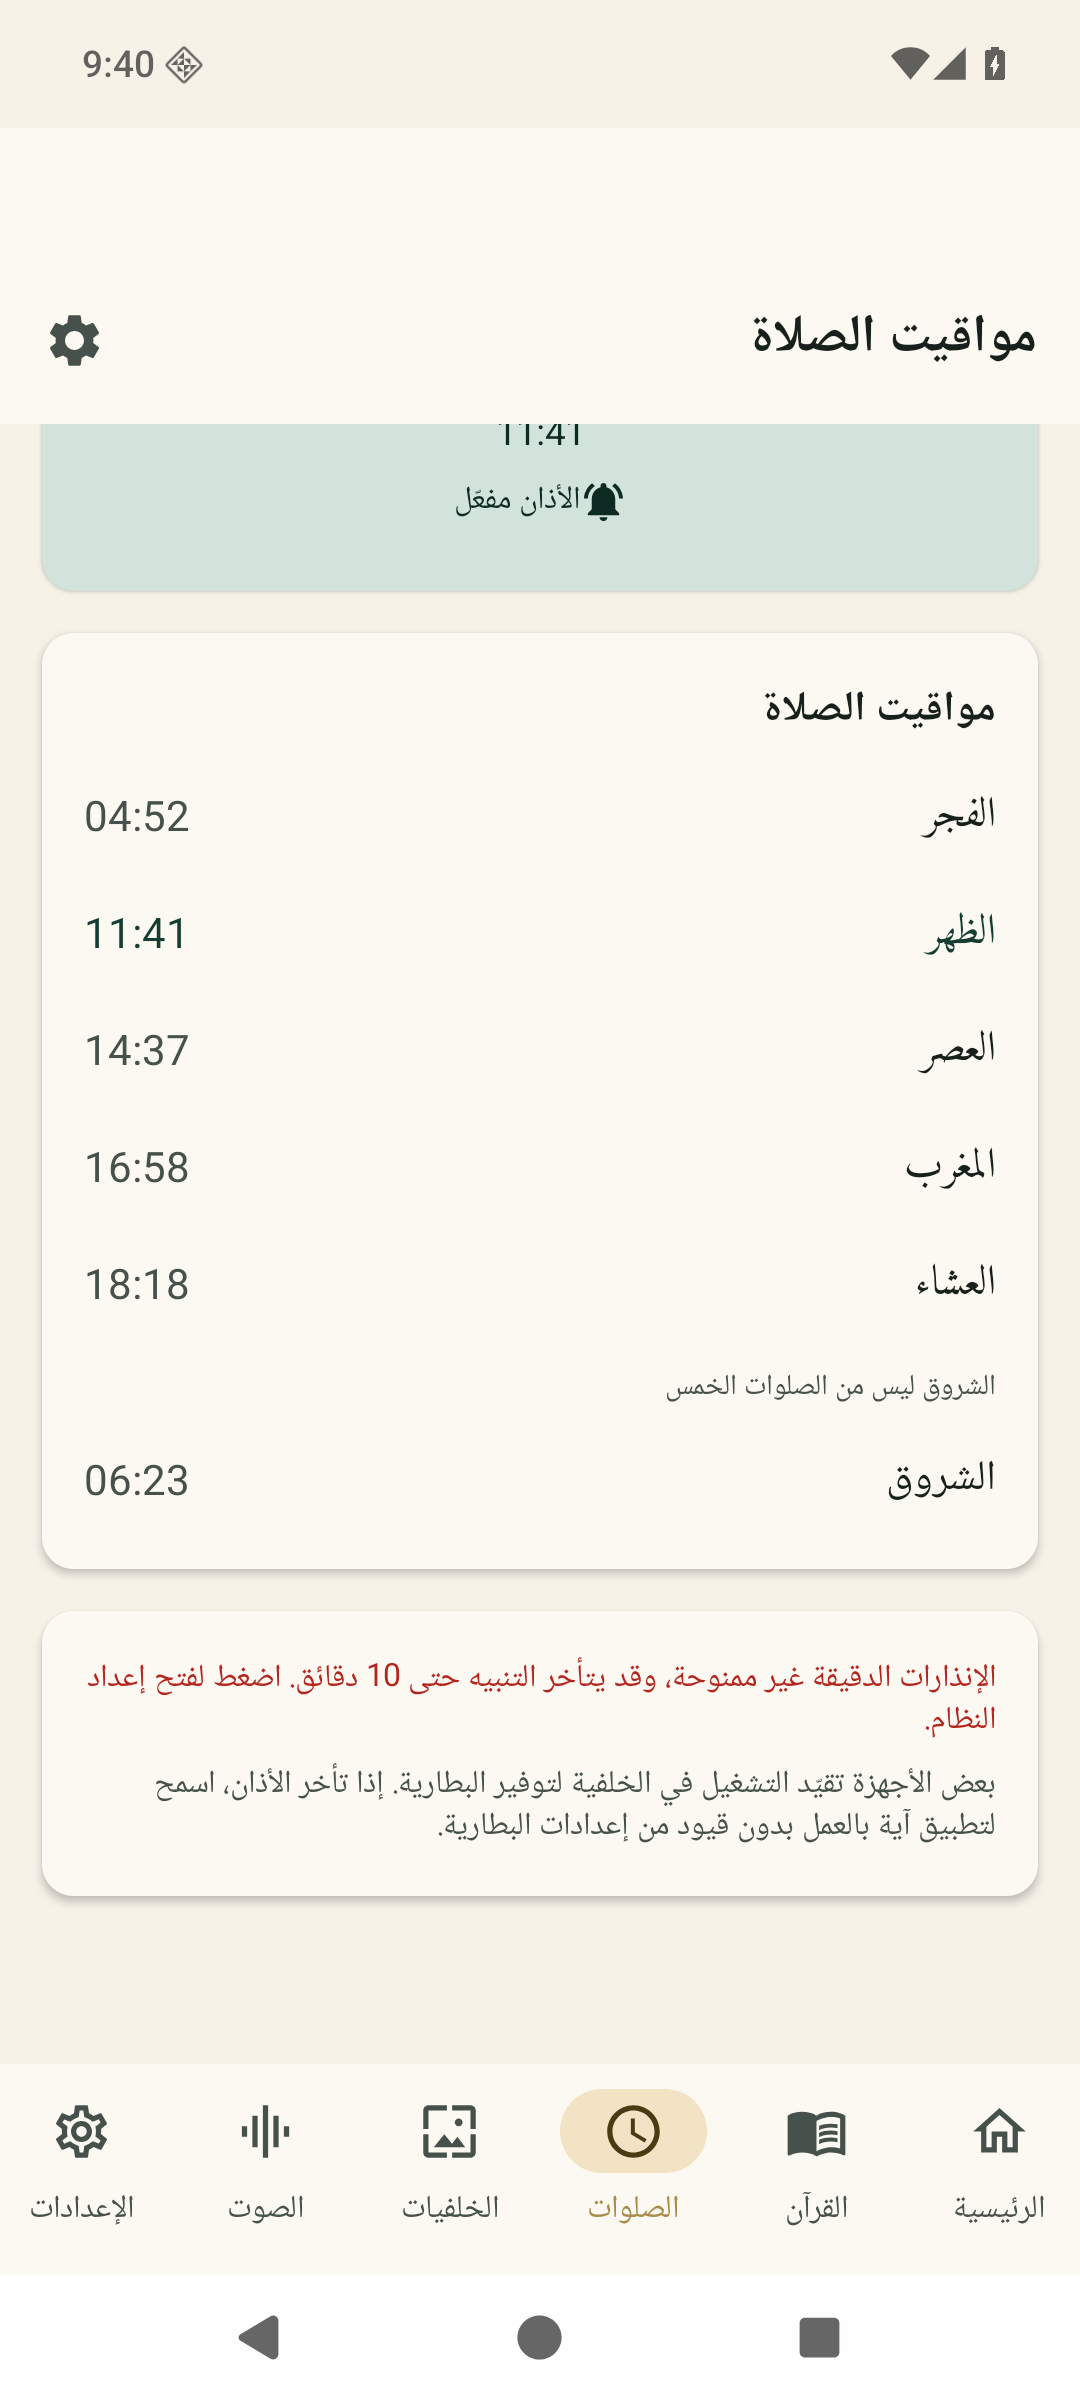 9:40
مواقيت الصلاة
11:41
الأذان مفعّل
مواقيت الصلاة
الفجر 04:52
الظهر 11:41
العصر 14:37
المغرب 16:58
العشاء 18:18
الشروق ليس من الصلوات الخمس
الشروق 06:23
الإنذارات الدقيقة غير ممنوحة، وقد يتأخر التنبيه حتى 10 دقائق. اضغط لفتح إعداد
النظام.
بعض الأجهزة تقيّد التشغيل في الخلفية لتوفير البطارية. إذا تأخر الأذان، اسمح
لتطبيق آية بالعمل بدون قيود من إعدادات البطارية.
الرئيسية القرآن الصلوات الخلفيات الصوت الإعدادات